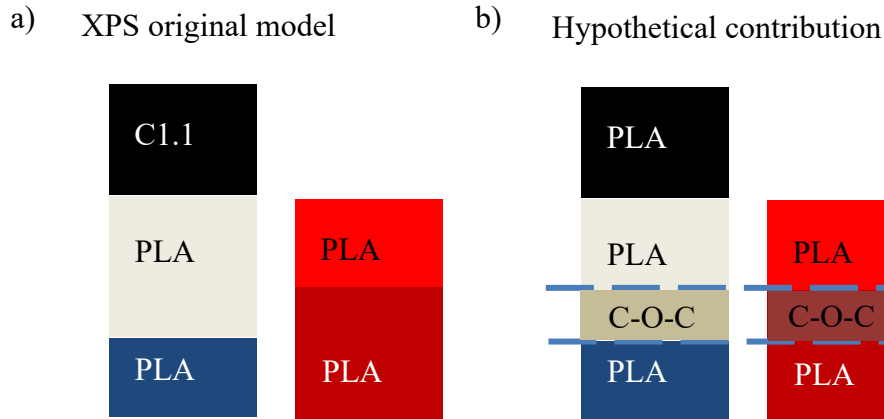 a) XPS original model
C1.1
PLA
PLA
PLA
PLA
b) Hypothetical contribution
PLA
PLA
C-O-C
PLA
PLA
C-O-C
PLA